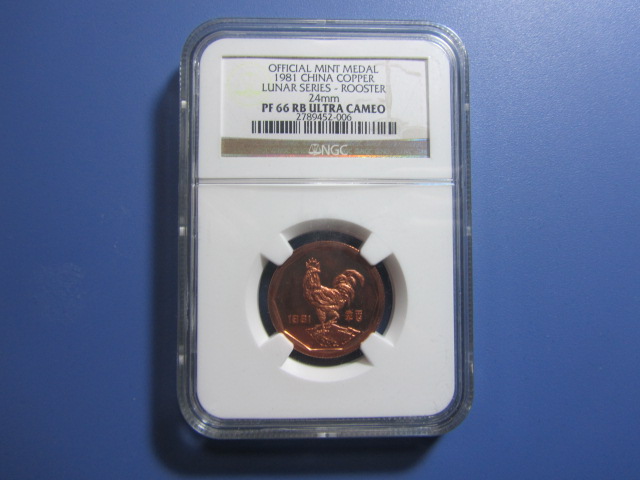 OFFICIAL MINT MEDAL
1981 CHINA COPPER
LUNAR SERIES - ROOSTER
24mm
PF 66 RB ULTRA CAMEO
2789452-006
NGC
1981